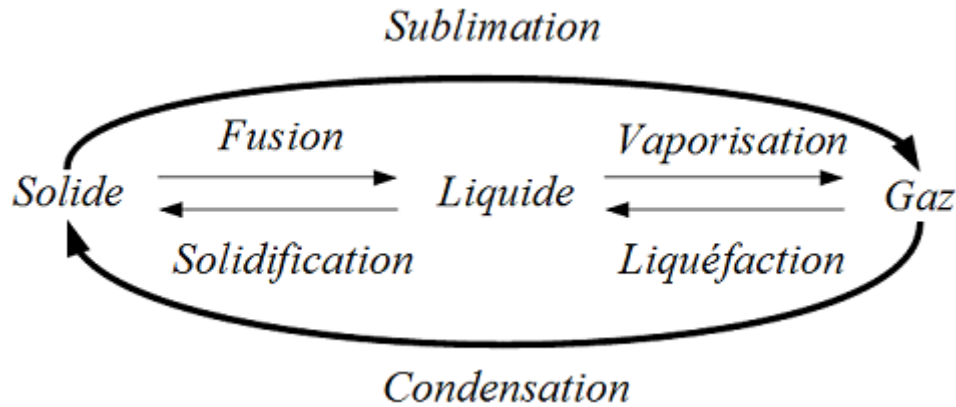 Sublimation
Fusion
Vaporisation
Solide
Liquide
Gaz
Solidification
Liquéfaction
Condensation